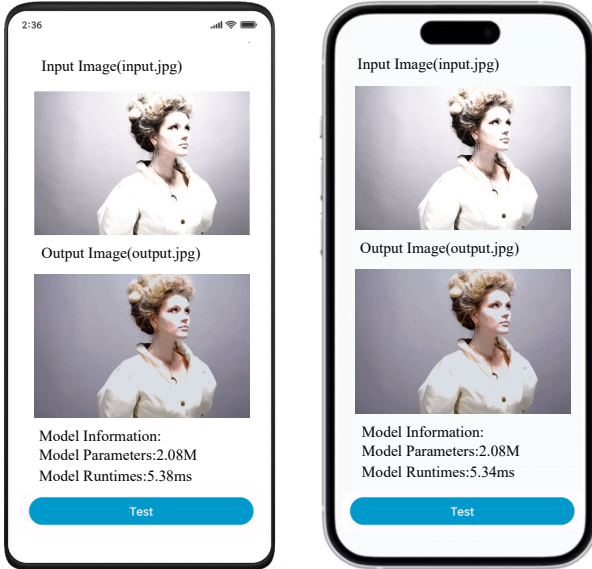 2:36
Input Image(input.jpg)
Output Image(output.jpg)
Model Information:
Model Parameters:2.08M
Model Runtimes:5.38ms
Test
Input Image(input.jpg)
Output Image(output.jpg)
Model Information:
Model Parameters:2.08M
Model Runtimes:5.34ms
Test